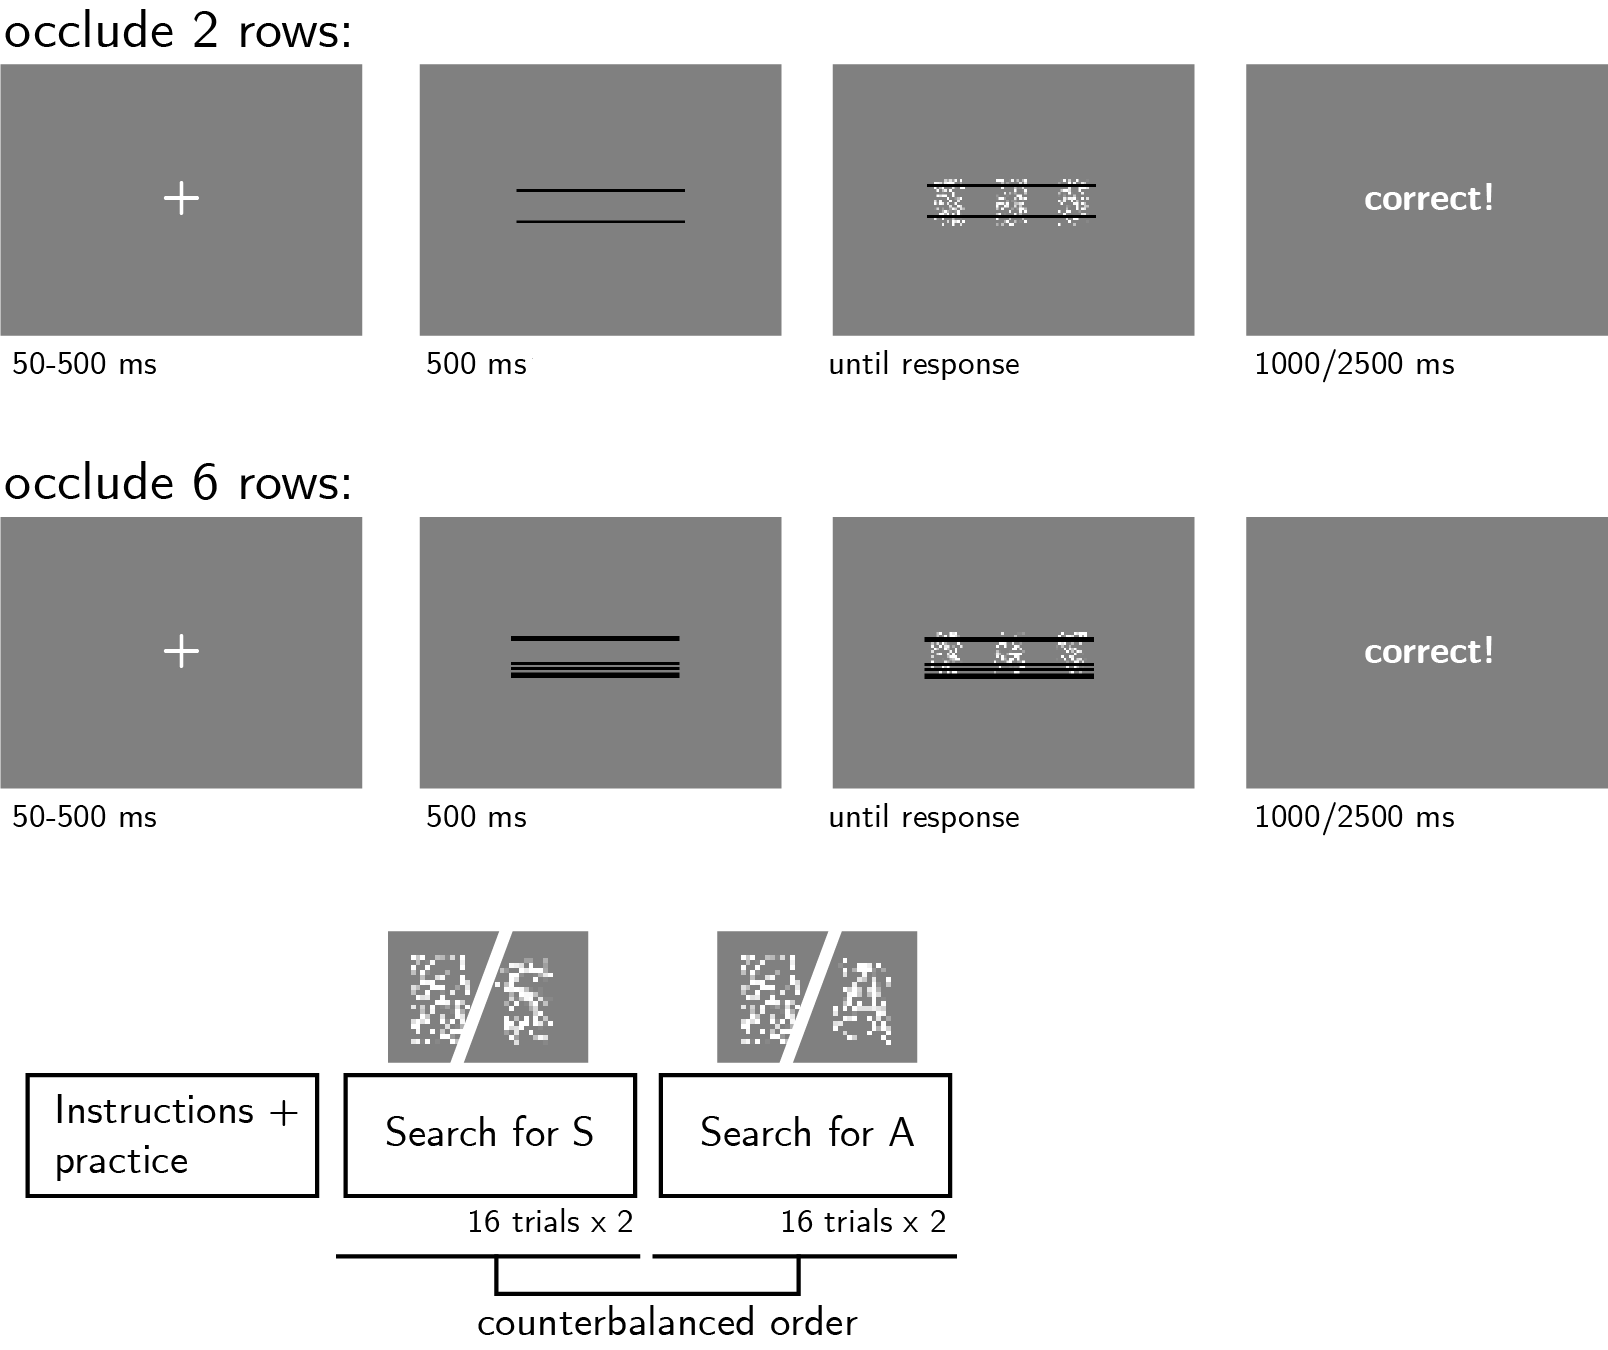 occlude 2 rows:
correct!
50-500 ms
500 ms
until response
1000/2500 ms
occlude 6 rows:
correct!
50-500 ms
500 ms
until response
1000/2500 ms
S
A
Instructions +
practice
Search for S
Search for A
16 trials x 2
16 trials x 2
counterbalanced order